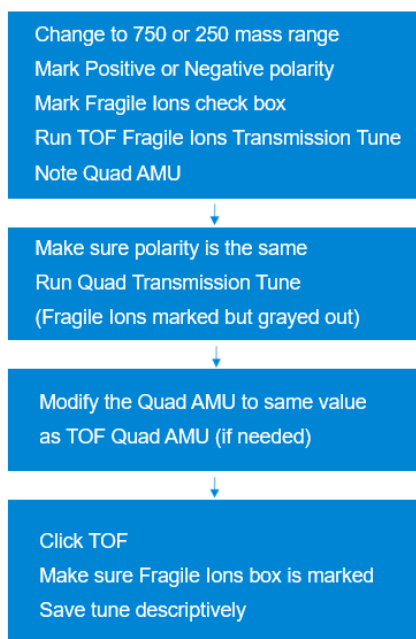 Change to 750 or 250 mass range
Mark Positive or Negative polarity
Mark Fragile Ions check box
Run TOF Fragile Ions Transmission Tune
Note Quad AMU
Make sure polarity is the same
Run Quad Transmission Tune
(Fragile Ions marked but grayed out)
Modify the Quad AMU to same value
as TOF Quad AMU (if needed)
Click TOF
Make sure Fragile Ions box is marked
Save tune descriptively